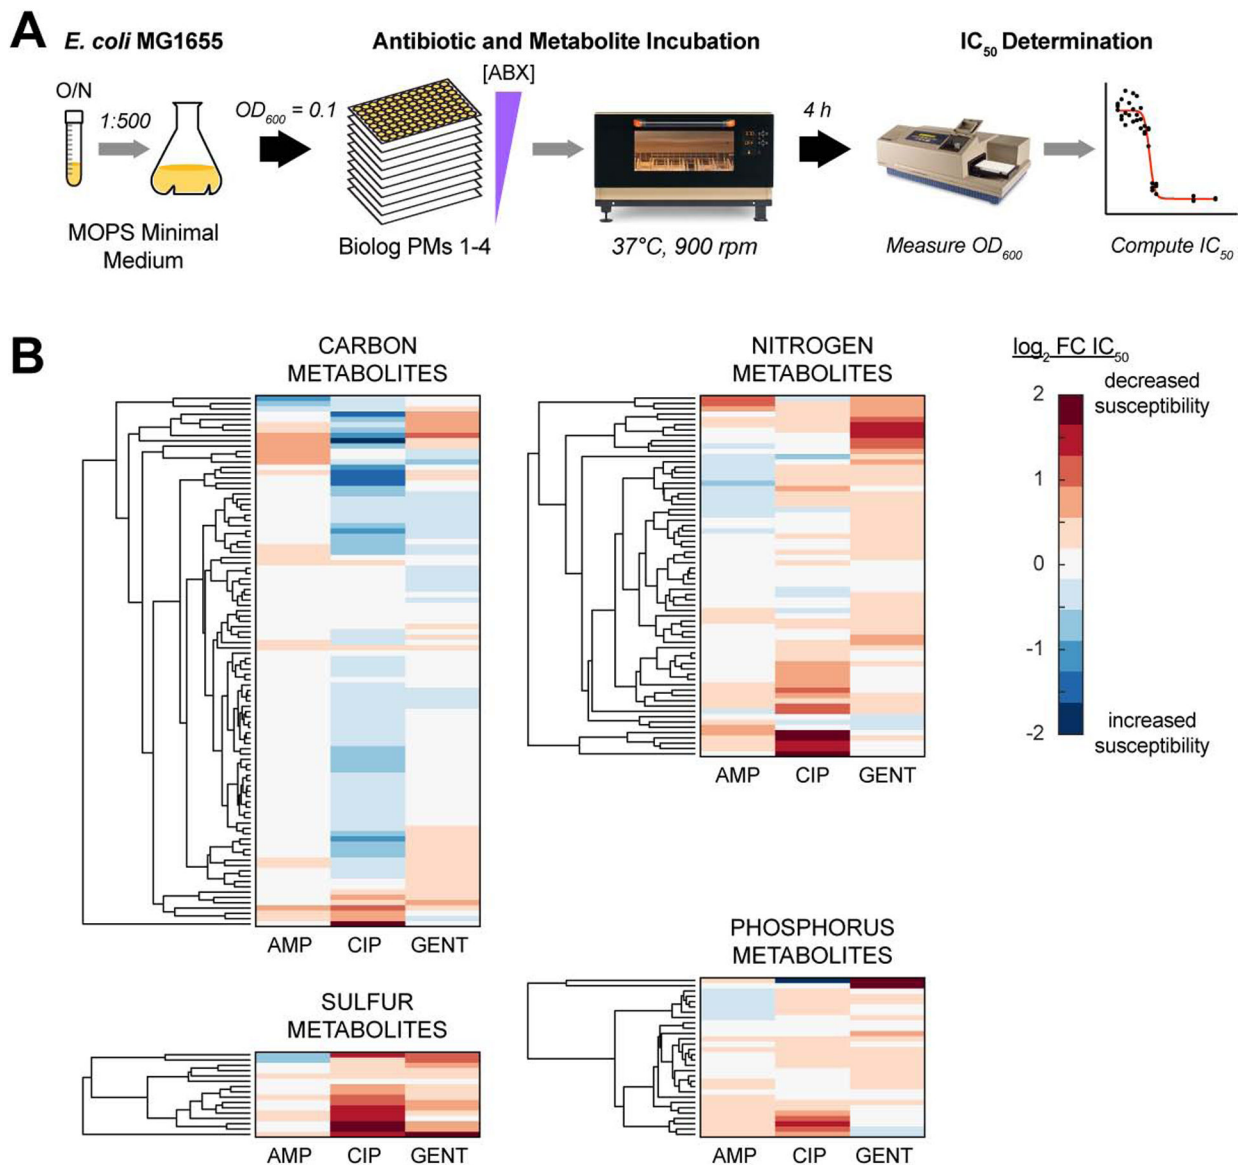 A
E. coli MG1655
Antibiotic and Metabolite Incubation
IC50 Determination
O/N
1:500
OD600 = 0.1
[ABX]
4 h
MOPS Minimal
Medium
Biolog PMs 1-4
37°C, 900 rpm
Measure OD600
Compute IC50
B
CARBON
METABOLITES
AMP CIP GENT
NITROGEN
METABOLITES
AMP CIP GENT
log2 FC IC50
2
1
0
-1
-2
decreased
susceptibility
increased
susceptibility
SULFUR
METABOLITES
AMP CIP GENT
PHOSPHORUS
METABOLITES
AMP CIP GENT